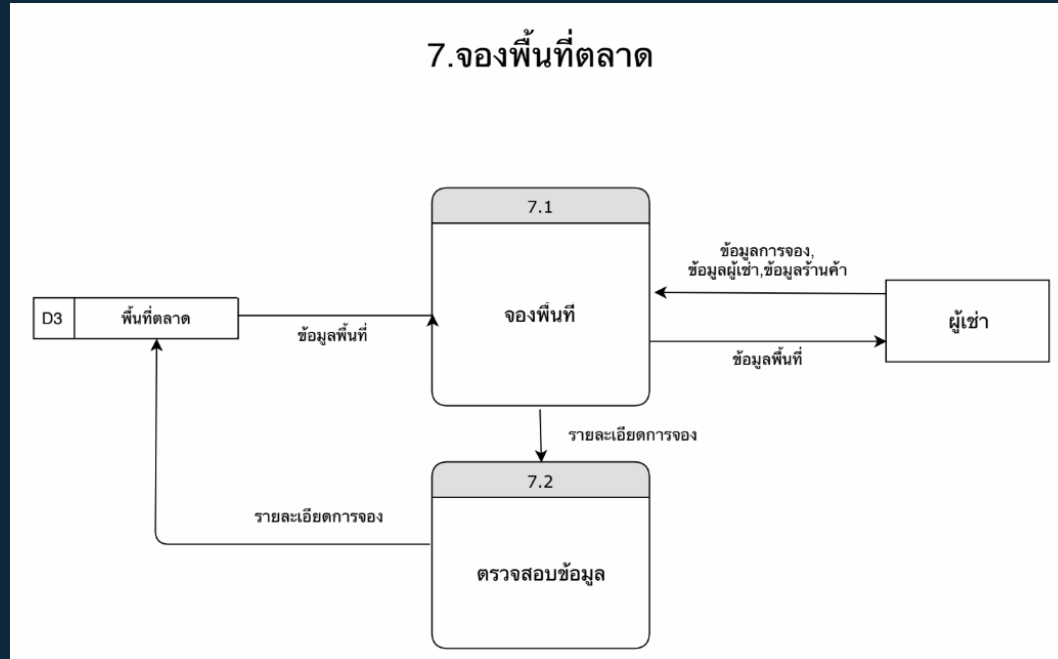 7.จองพื้นที่ตลาด
7.1
จองพื้นที
ข้อมูลการจอง,
ข้อมูลผู้เช่า,ข้อมูลร้านค้า
D3
พื้นที่ตลาด
ข้อมูลพื้นที่
ผู้เช่า
ข้อมูลพื้นที่
รายละเอียดการจอง
7.2
ตรวจสอบข้อมูล
รายละเอียดการจอง